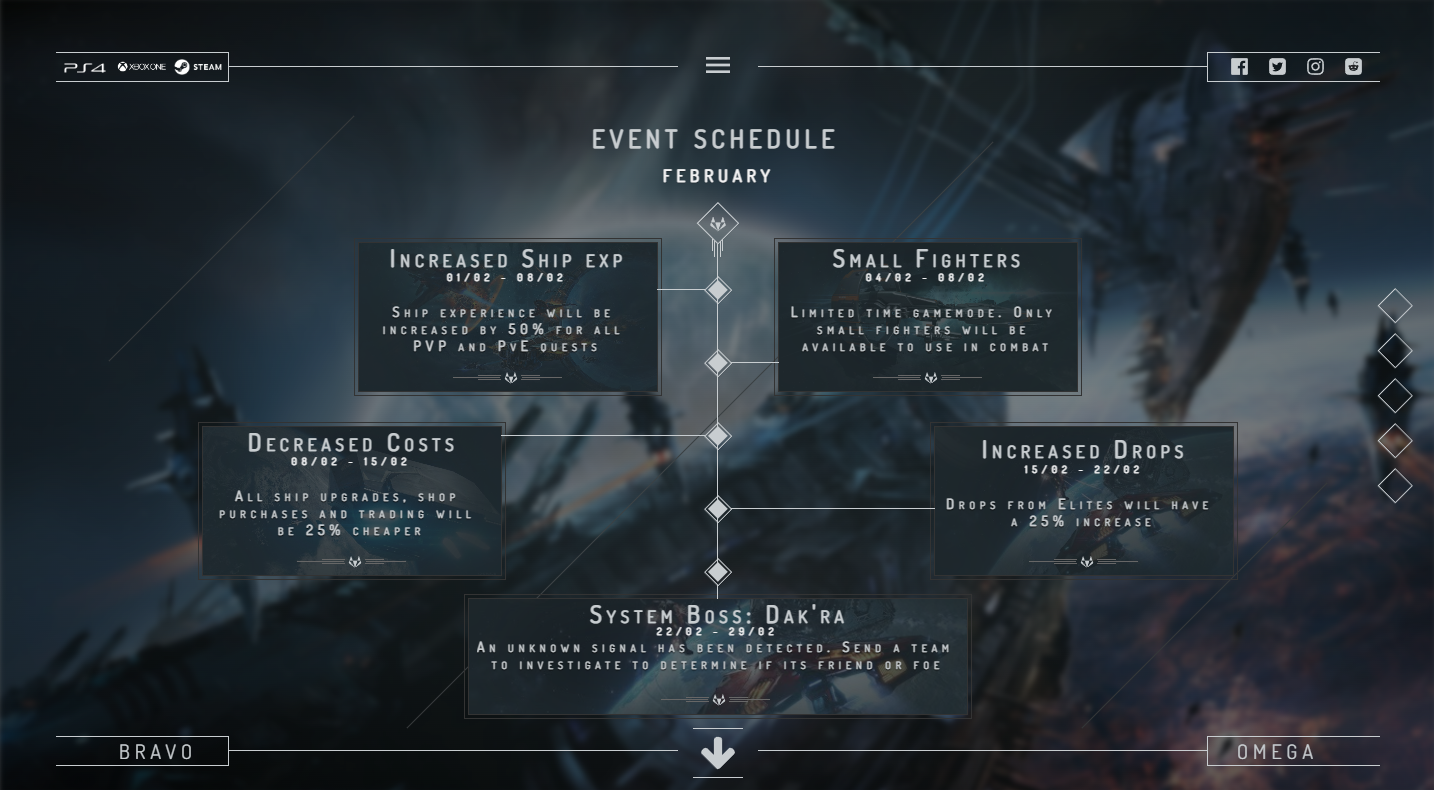 PS4 XBOX ONE STEAM
EVENT SCHEDULE
FEBRUARY
Increased Ship exp
01/02 - 08/02
Ship experience will be
increased by 50% for all
PVP and PvE quests
Small Fighters
04/02 - 08/02
Limited time gamemode. Only
small fighters will be
available to use in combat
Decreased Costs
08/02 - 15/02
All ship upgrades, shop
purchases and trading will
be 25% cheaper
Increased Drops
15/02 - 22/02
Drops from Elites will have
a 25% increase
System Boss: Dak'ra
22/02 - 29/02
An unknown signal has been detected. Send a team
to investigate to determine if its friend or foe
BRAVO
OMEGA